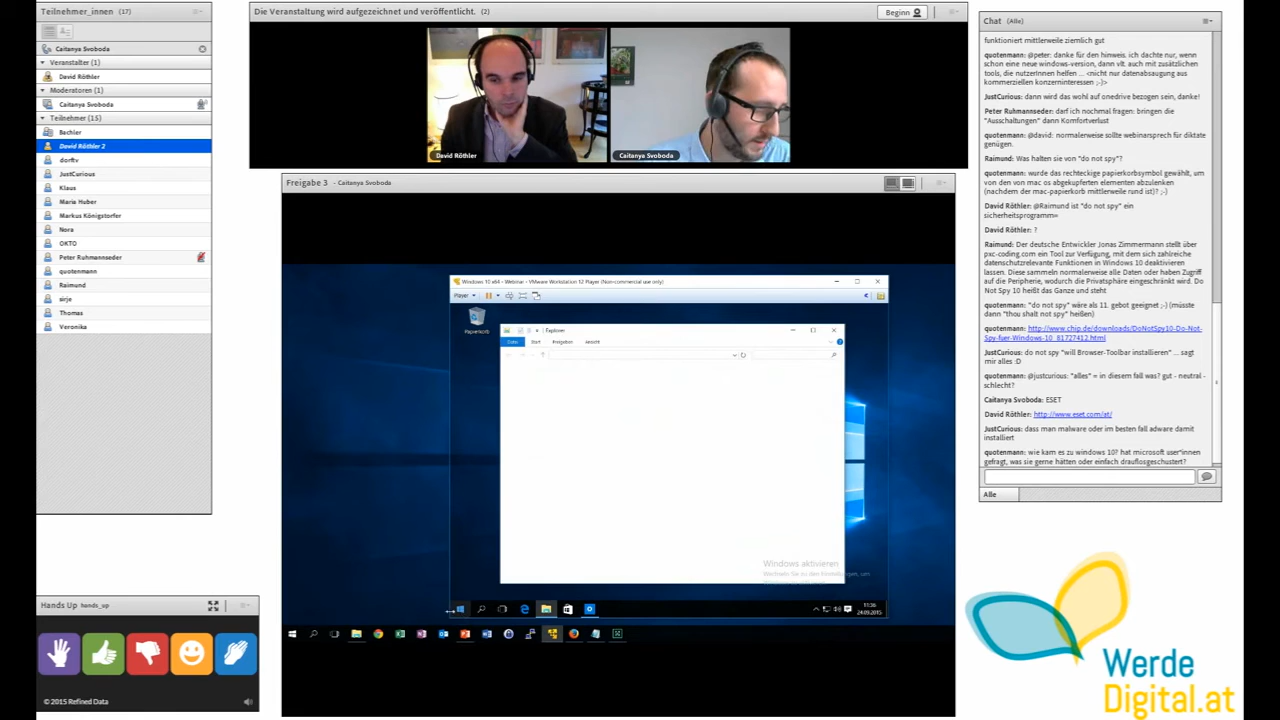 Teilnehmer_innen (17)
Caitanya Svoboda
Veranstalter (1)
David Röthler
Moderatoren (1)
Caitanya Svoboda
Teilnehmer (15)
Bachler
David Röthler 2
dorftv
JustCurious
Klaus
Maria Huber
Markus Königstorfer
Nora
OKTO
Peter Ruhmannseder
quotenmann
Raimund
sirje
Thomas
Veronika
Hands Up hands_up
© 2015 Refined Data
Die Veranstaltung wird aufgezeichnet und veröffentlicht. (2)
Beginn
David Röthler
Caitanya Svoboda
Freigabe 3 - Caitanya Svoboda
Windows 10 x64 - Webinar - VMware Workstation 12 Player (Non-commercial use only)
Player
Papierkorb
Explorer
Datei Start Freigeben Ansicht
Windows aktivieren
Wechseln Sie zu den Einstellungen, um
11:36
24.09.2015
Chat (Alle)
funktioniert mittlerweile ziemlich gut
quotenmann: @peter: danke für den hinweis. ich dachte nur, wenn
schon eine neue windows-version, dann vlt. auch mit zusätzlichen
tools, die nutzerInnen helfen ... <nicht nur datenabsaugung aus
kommerziellen konzerninteressen ;-)>
JustCurious: dann wird das wohl auf onedrive bezogen sein, danke!
Peter Ruhmannseder: darf ich nochmal fragen: bringen die
"Ausschaltungen" dann Komfortverlust
quotenmann: @david: normalerweise sollte webinarsprech für diktate
genügen.
Raimund: Was halten sie von "do not spy"?
quotenmann: wurde das rechteckige papierkorbsymbol gewählt, um
von den von mac os abgekupferten elementen abzulenken
(nachdem der mac-papierkorb mittlerweile rund ist)? ;-)
David Röthler: @Raimund ist "do not spy" ein
sicherheitsprogramm=
David Röthler: ?
Raimund: Der deutsche Entwickler Jonas Zimmermann stellt über
pxc-coding.com ein Tool zur Verfügung, mit dem sich zahlreiche
datenschutzrelevante Funktionen in Windows 10 deaktivieren
lassen. Diese sammeln normalerweise alle Daten oder haben Zugriff
auf die Peripherie, wodurch die Privatsphäre eingeschränkt wird. Do
Not Spy 10 heißt das Ganze und steht
quotenmann: "do not spy" wäre als 11. gebot geeignet ;-) (müsste
dann "thou shalt not spy" heißen)
quotenmann: http://www.chip.de/downloads/DoNotSpy10-Do-Not-
Spy-fuer-Windows-10_81727412.html
JustCurious: do not spy "will Browser-Toolbar installieren" ... sagt
mir alles :D
quotenmann: @justcurious: "alles" = in diesem fall was? gut - neutral -
schlecht?
Caitanya Svoboda: ESET
David Röthler: http://www.eset.com/at/
JustCurious: dass man malware oder im besten fall adware damit
installiert
quotenmann: wie kam es zu windows 10? hat microsoft user*innen
gefragt, was sie gerne hätten oder einfach drauflosgeschustert?
Alle
Werde
Digital.at